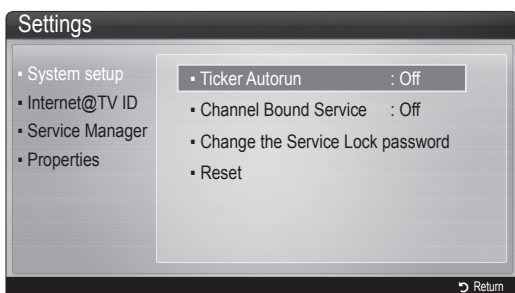 Settings
▪ System setup
▪ Internet@TV ID
▪ Service Manager
▪ Properties
▪ Ticker Autorun : Off
▪ Channel Bound Service : Off
▪ Change the Service Lock password
▪ Reset
Return